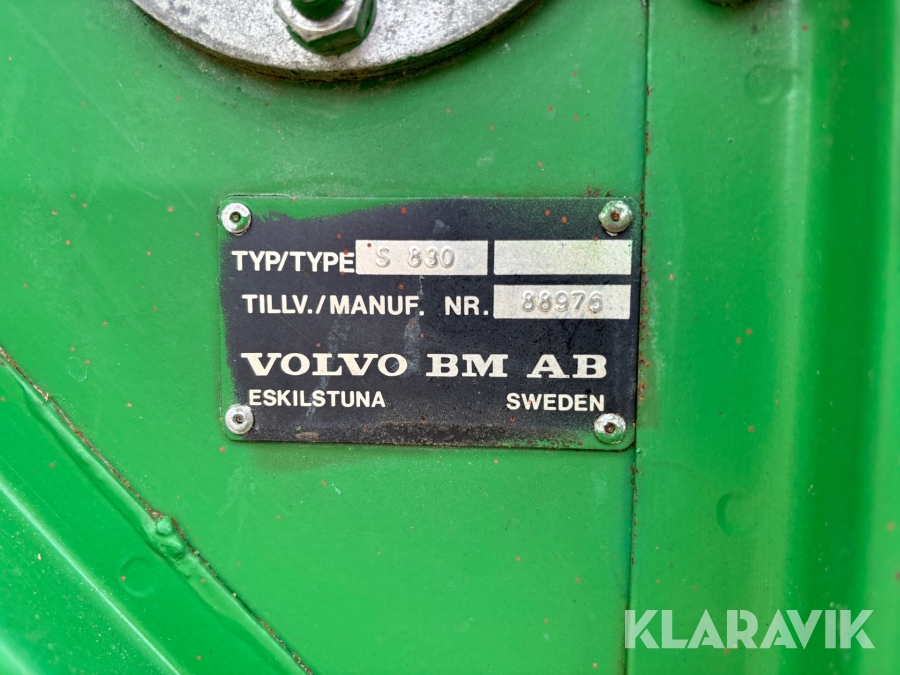 TYP/TYPE S 830
TILLV./MANUF. NR. 88976
VOLVO BM AB
ESKILSTUNA SWEDEN
KLARAVIK